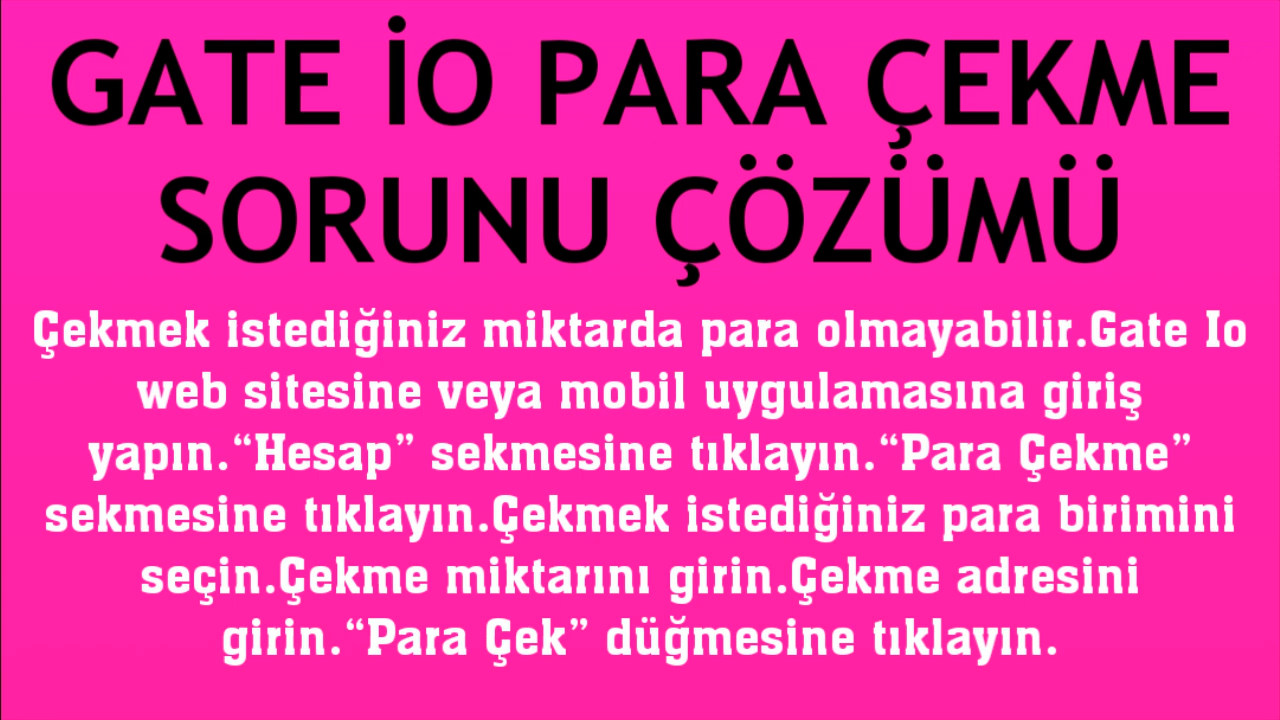 GATE İO PARA ÇEKME
SORUNU ÇÖZÜMÜ
Çekmek istediğiniz miktarda para olmayabilir.Gate Io
web sitesine veya mobil uygulamasına giriş
yapın.“Hesap” sekmesine tıklayın.“Para Çekme”
sekmesine tıklayın.Çekmek istediğiniz para birimini
seçin.Çekme miktarını girin.Çekme adresini
girin.“Para Çek” düğmesine tıklayın.